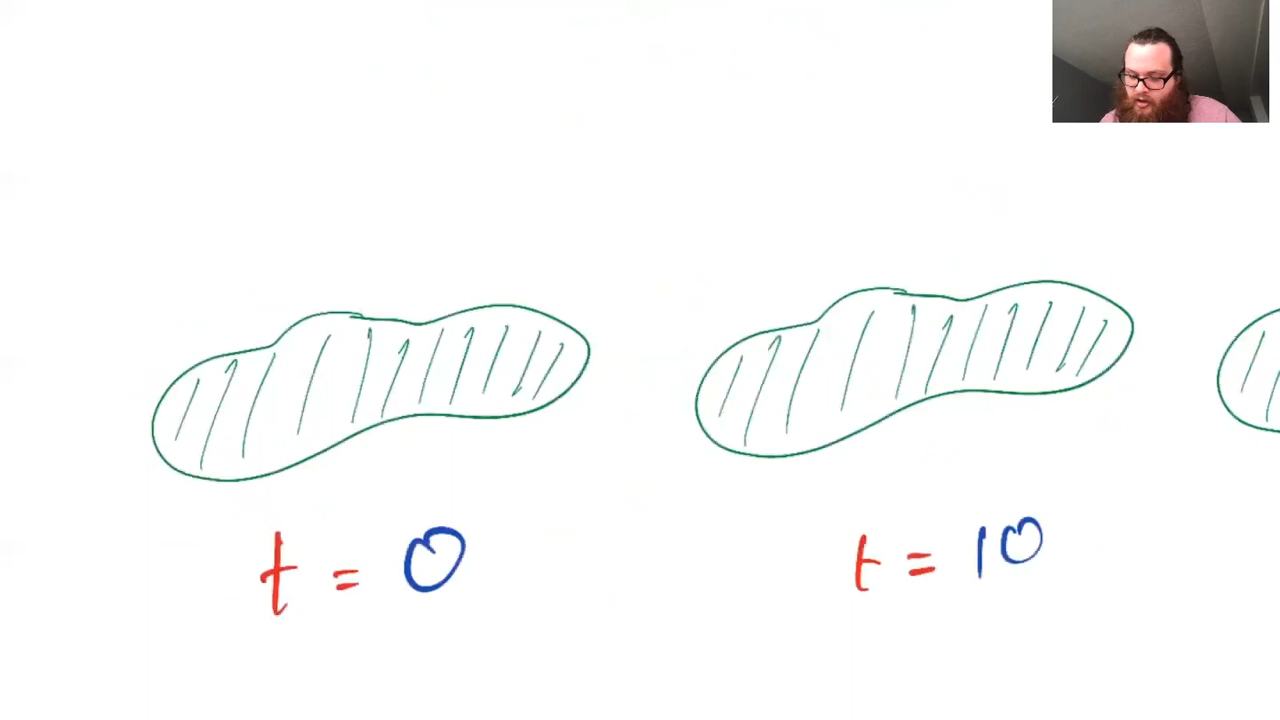 t = 0
t = 10